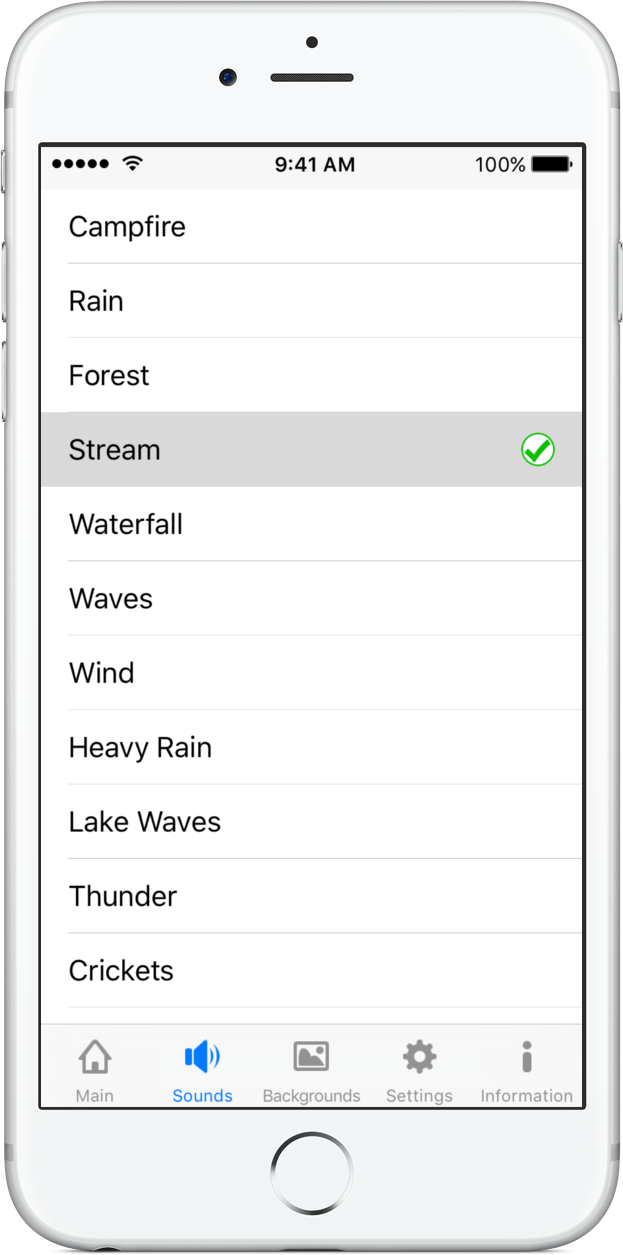 9:41 AM 100%
Campfire
Rain
Forest
Stream
Waterfall
Waves
Wind
Heavy Rain
Lake Waves
Thunder
Crickets
Main Sounds Backgrounds Settings Information